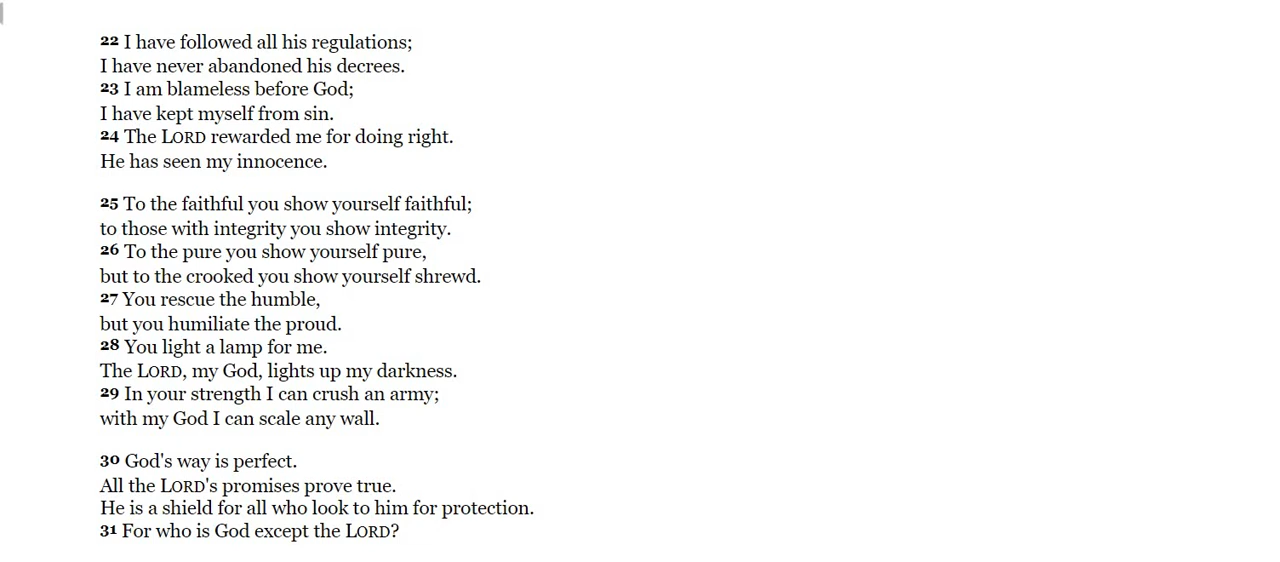 22 I have followed all his regulations;
I have never abandoned his decrees.
23 I am blameless before God;
I have kept myself from sin.
24 The LORD rewarded me for doing right.
He has seen my innocence.
25 To the faithful you show yourself faithful;
to those with integrity you show integrity.
26 To the pure you show yourself pure,
but to the crooked you show yourself shrewd.
27 You rescue the humble,
but you humiliate the proud.
28 You light a lamp for me.
The LORD, my God, lights up my darkness.
29 In your strength I can crush an army;
with my God I can scale any wall.
30 God's way is perfect.
All the LORD's promises prove true.
He is a shield for all who look to him for protection.
31 For who is God except the LORD?